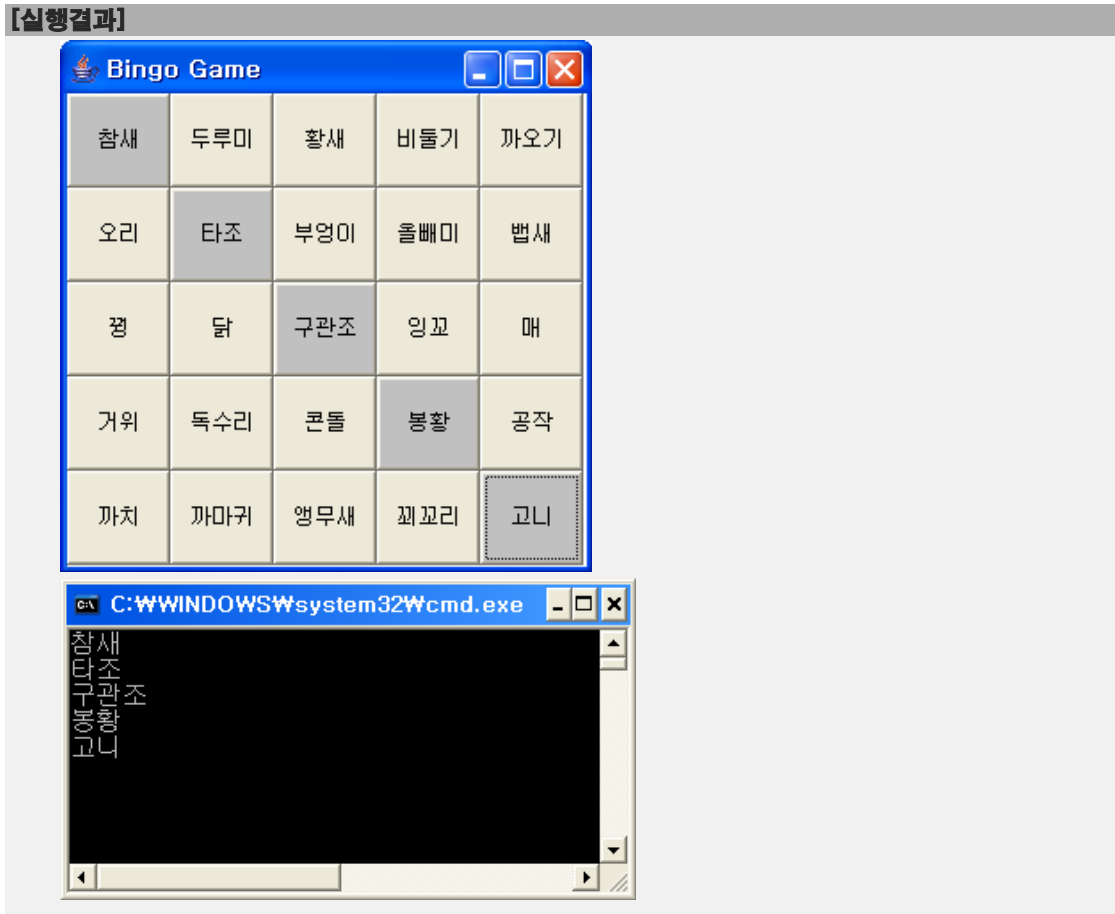 [실행결과]
Bingo Game
참새 두루미 황새 비둘기 까오기
오리 타조 부엉이 올빼미 뱁새
꿩 닭 구관조 잉꼬 매
거위 독수리 콘돌 봉황 공작
까치 까마귀 앵무새 꾀꼬리 고니
C:\ C:₩WINDOWS₩system32₩cmd.exe
참새
타조
구관조
봉황
고니